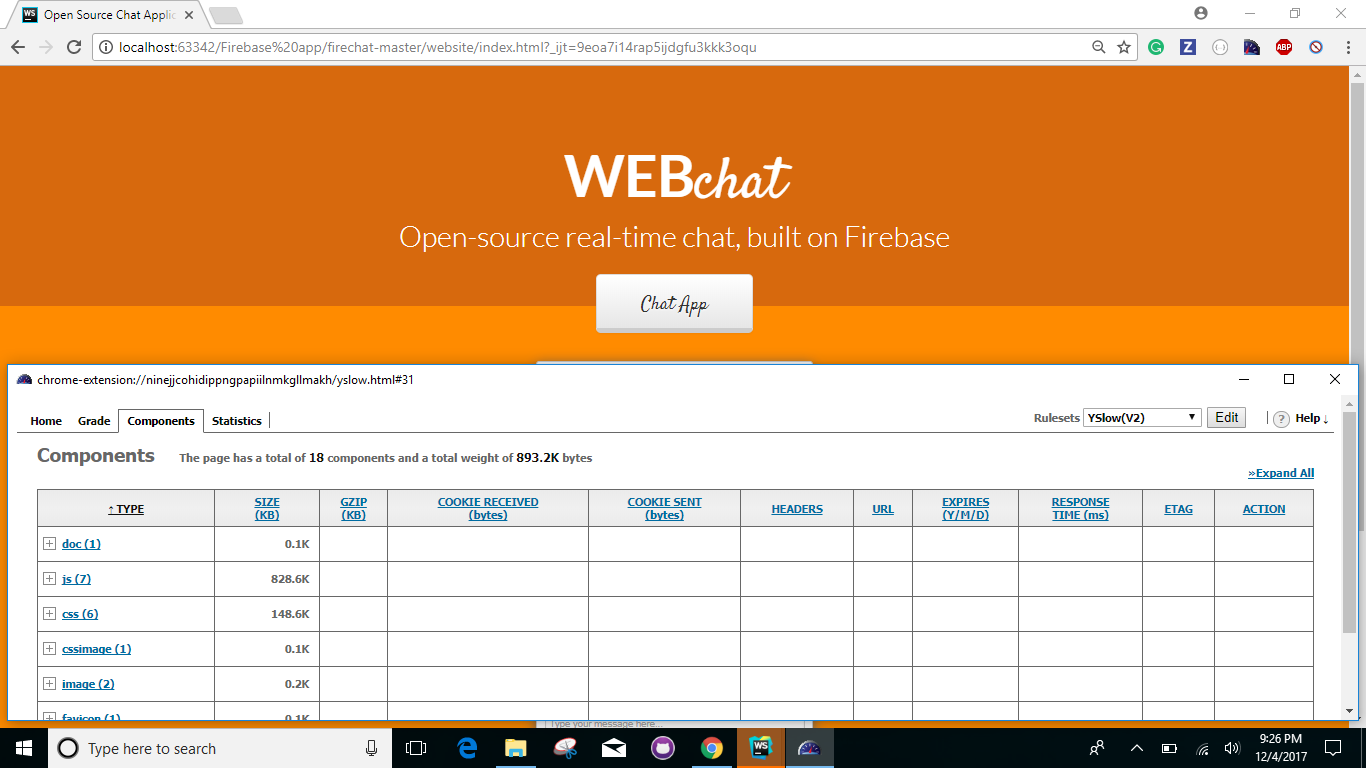 Open Source Chat Applic
localhost:63342/Firebase%20app/firechat-master/website/index.html?_ijt=9eoa7i14rap5ijdgfu3kkk3oqu
WEBchat
Open-source real-time chat, built on Firebase
Chat App
chrome-extension://ninejjcohidippngpapiilnmkgllmakh/yslow.html#31
Home Grade Components Statistics Rulesets YSlow(V2) Edit ? Help ↓
Components The page has a total of 18 components and a total weight of 893.2K bytes
»Expand All
↑ TYPE SIZE (KB) GZIP (KB) COOKIE RECEIVED (bytes) COOKIE SENT (bytes) HEADERS URL EXPIRES (Y/M/D) RESPONSE TIME (ms) ETAG ACTION
doc (1) 0.1K
js (7) 828.6K
css (6) 148.6K
cssimage (1) 0.1K
image (2) 0.2K
favicon (1) 0.1K
Type your message here...
Type here to search
WS
9:26 PM
12/4/2017